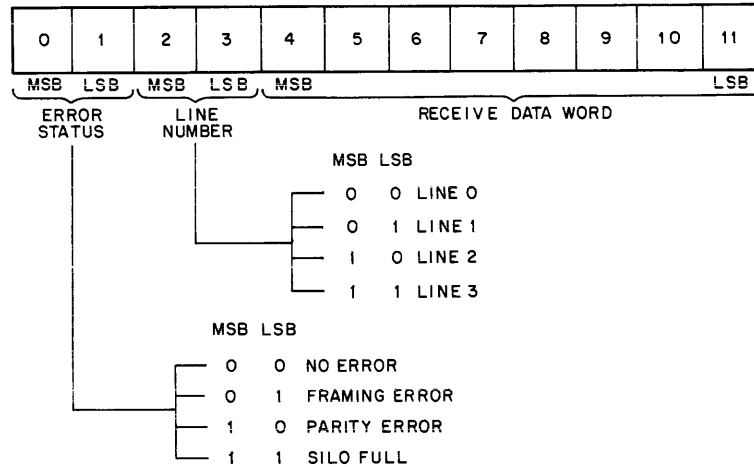 0 1 2 3 4 5 6 7 8 9 10 11
MSB LSB MSB LSB MSB LSB
ERROR STATUS LINE NUMBER RECEIVE DATA WORD
MSB LSB
0 0 LINE 0
0 1 LINE 1
1 0 LINE 2
1 1 LINE 3
MSB LSB
0 0 NO ERROR
0 1 FRAMING ERROR
1 0 PARITY ERROR
1 1 SILO FULL